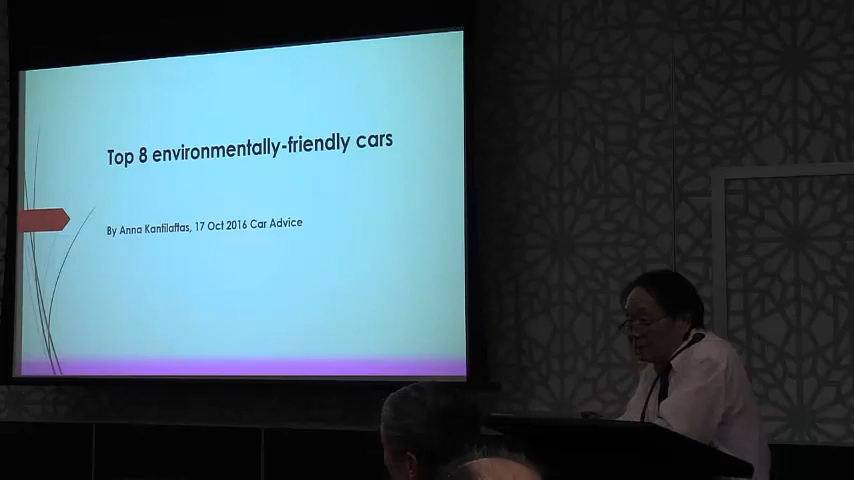 Top 8 environmentally-friendly cars
By Anna Kantilaftas, 17 Oct 2016 Car Advice